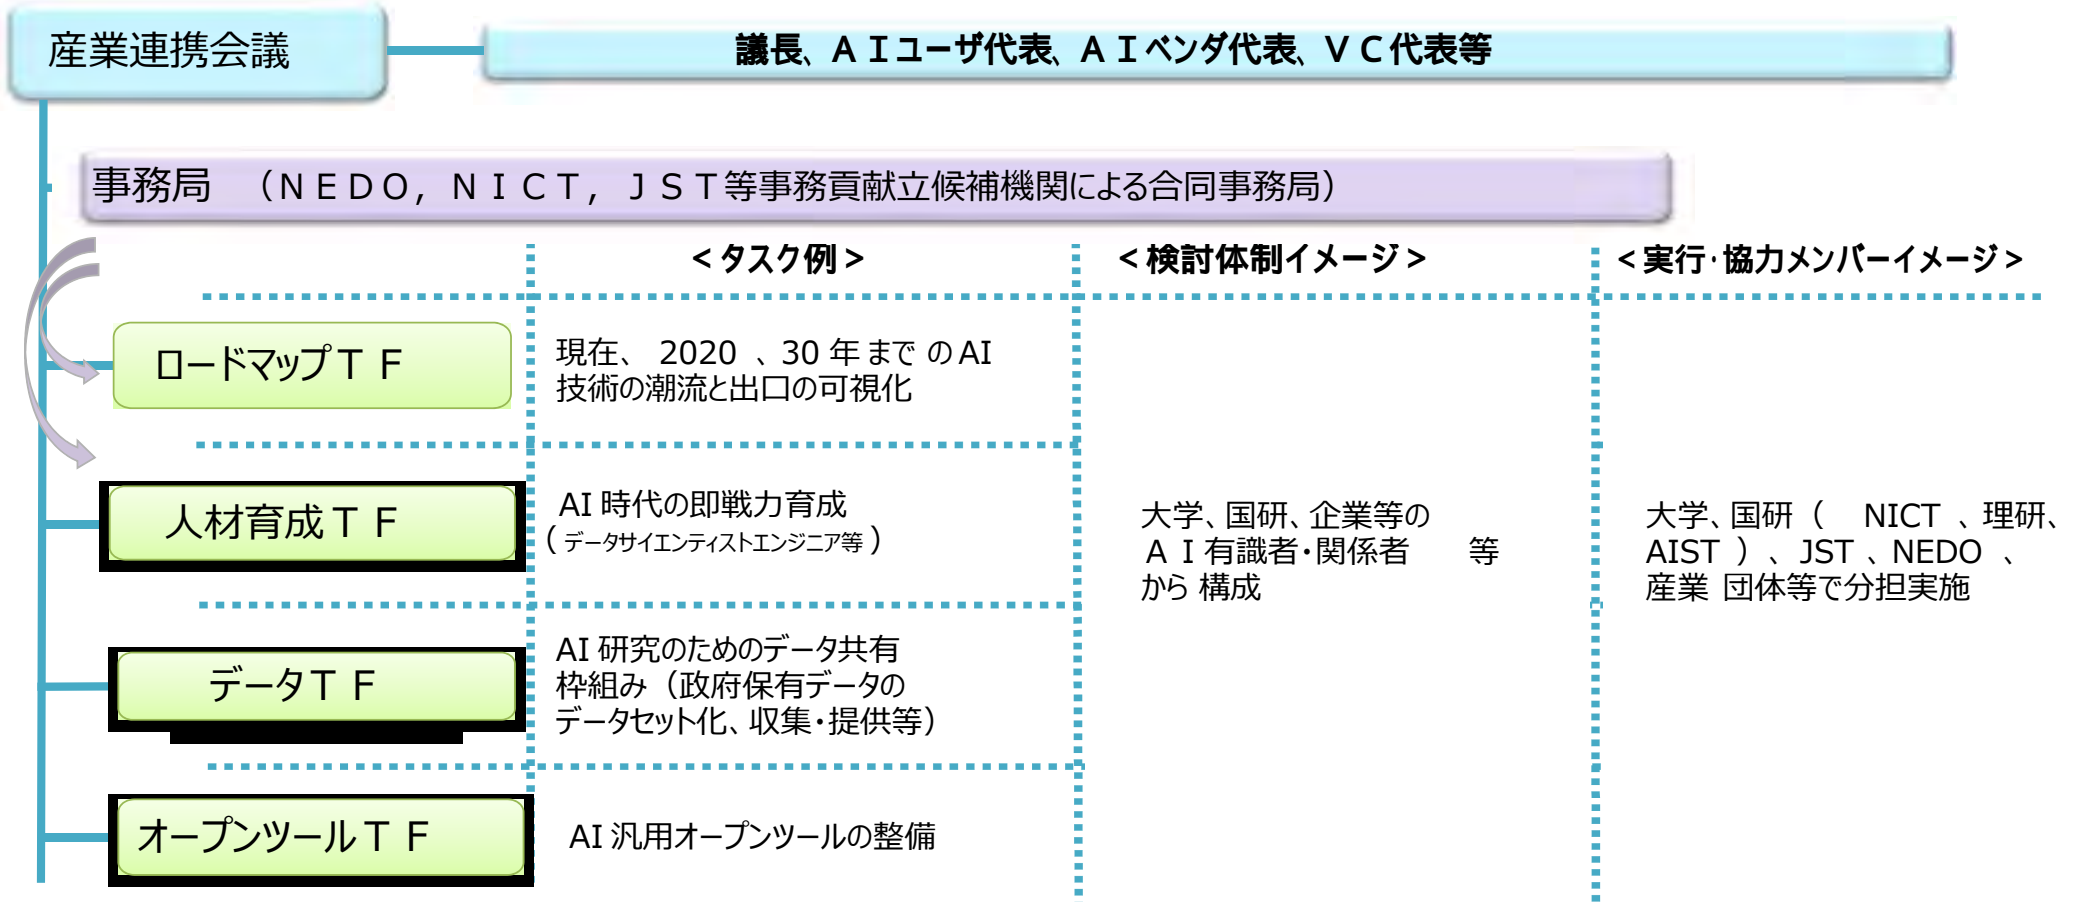 産業連携会議
議長、ＡＩユーザ代表、ＡＩベンダ代表、ＶＣ代表等
事務局　（ＮＥＤＯ，ＮＩＣＴ，ＪＳＴ等事務貢献立候補機関による合同事務局）
＜タスク例＞
＜検討体制イメージ＞
＜実行・協力メンバーイメージ＞
ロードマップＴＦ
現在、 2020 、30 年 まで の AI
技術の潮流と出口の可視化
人材育成ＴＦ
AI 時代の即戦力育成
（データサイエンティストエンジニア等）
大学、国研、企業等の
ＡＩ有識者・関係者　等
から 構成
大学、国研（ NICT 、理研、
AIST ）、JST 、NEDO 、
産業 団体等で分担実施
データＴＦ
AI 研究のためのデータ共有
枠組み（政府保有データの
データセット化、収集・提供等）
オープンツールＴＦ
AI 汎用オープンツールの整備